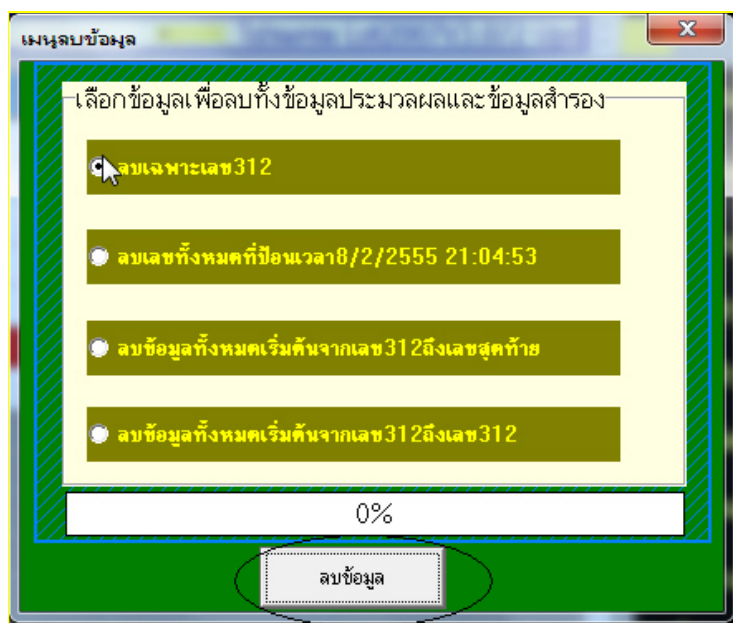 เมนูลบข้อมูล
เลือกข้อมูลเพื่อลบทั้งข้อมูลประมวลผลและข้อมูลสำรอง
ลบเฉพาะเลข312
ลบเลขทั้งหมดที่ป้อนเวลา8/2/2555 21:04:53
ลบข้อมูลทั้งหมดเริ่มต้นจากเลข312ถึงเลขสุดท้าย
ลบข้อมูลทั้งหมดเริ่มต้นจากเลข312ถึงเลข312
0%
ลบข้อมูล